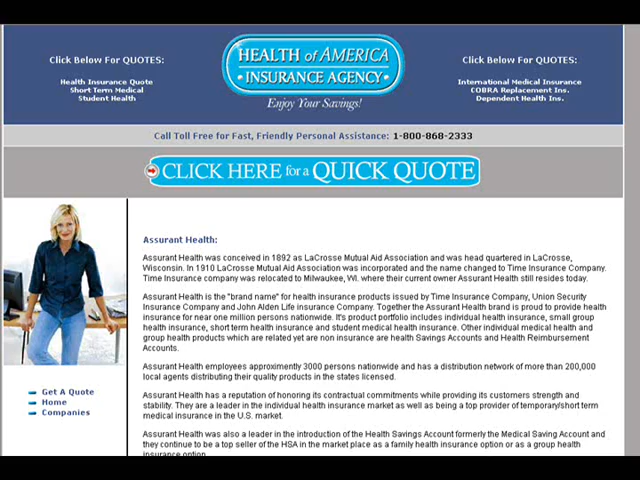 Click Below For QUOTES:
Health Insurance Quote
Short Term Medical
Student Health
HEALTH of AMERICA
• INSURANCE AGENCY •
Enjoy Your Savings!
Click Below For QUOTES:
International Medical Insurance
COBRA Replacement Ins.
Dependent Health Ins.
Call Toll Free for Fast, Friendly Personal Assistance: 1-800-868-2333
CLICK HERE for a QUICK QUOTE
Assurant Health:
Assurant Health was conceived in 1892 as LaCrosse Mutual Aid Association and was head quartered in LaCrosse,
Wisconsin. In 1910 LaCrosse Mutual Aid Association was incorporated and the name changed to Time Insurance Company.
Time Insurance company was relocated to Milwaukee, WI. where their current owner Assurant Health still resides today.
Assurant Health is the "brand name" for health insurance products issued by Time Insurance Company, Union Security
Insurance Company and John Alden Life insurance Company. Together the Assurant Health brand is proud to provide health
insurance for near one million persons nationwide. It's product portfolio includes individual health insurance, small group
health insurance, short term health insurance and student medical health insurance. Other individual medical health and
group health products which are related yet are non insurance are health Savings Accounts and Health Reimbursement
Accounts.
Assurant Health employees approximently 3000 persons nationwide and has a distribution network of more than 200,000
local agents distributing their quality products in the states licensed.
Assurant Health has a reputation of honoring its contractual commitments while providing its customers strength and
stability. They are a leader in the individual health insurance market as well as being a top provider of temporary/short term
medical insurance in the U.S. market.
Assurant Health was also a leader in the introduction of the Health Savings Account formerly the Medical Saving Account and
they continue to be a top seller of the HSA in the market place as a family health insurance option or as a group health
insurance option.
Get A Quote
Home
Companies